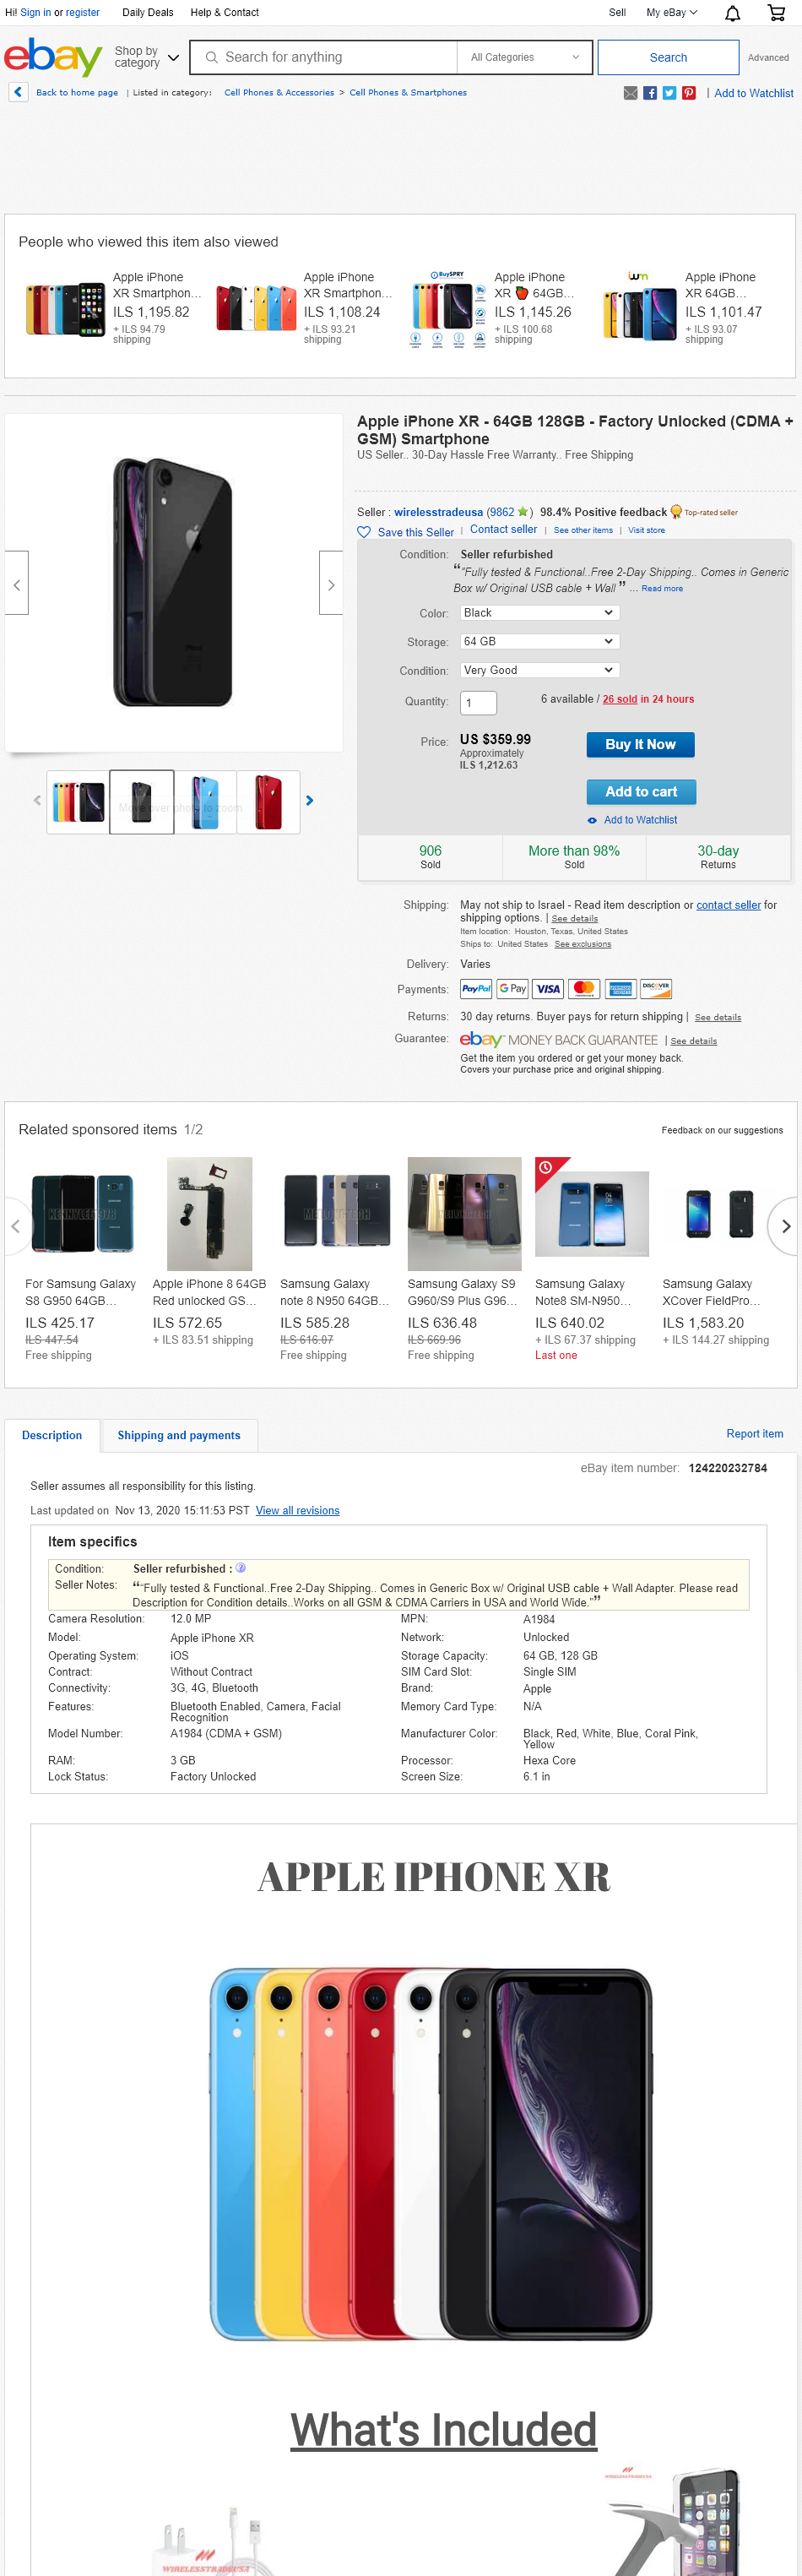 Hi! Sign in or register Daily Deals Help & Contact Sell My eBay
ebay Shop by category Search for anything All Categories Search Advanced
Back to home page | Listed in category: Cell Phones & Accessories > Cell Phones & Smartphones | Add to Watchlist
People who viewed this item also viewed
Apple iPhone XR Smartphon...
ILS 1,195.82
+ ILS 94.79 shipping
Apple iPhone XR Smartphon...
ILS 1,108.24
+ ILS 93.21 shipping
BuySPRY
Apple iPhone XR 🍎 64GB...
ILS 1,145.26
+ ILS 100.68 shipping
Apple iPhone XR 64GB...
ILS 1,101.47
+ ILS 93.07 shipping
Apple iPhone XR - 64GB 128GB - Factory Unlocked (CDMA +
GSM) Smartphone
US Seller.. 30-Day Hassle Free Warranty.. Free Shipping
Seller : wirelesstradeusa (9862 ) 98.4% Positive feedback Top-rated seller
Save this Seller | Contact seller | See other items | Visit store
Condition: Seller refurbished
“"Fully tested & Functional..Free 2-Day Shipping.. Comes in Generic
Box w/ Original USB cable + Wall ” ... Read more
Color: Black
Storage: 64 GB
Condition: Very Good
Quantity: 1 6 available / 26 sold in 24 hours
Price: US $359.99 Buy It Now
Approximately
ILS 1,212.63
Add to cart
Add to Watchlist
Move over photo to zoom
906 More than 98% 30-day
Sold Sold Returns
Shipping: May not ship to Israel - Read item description or contact seller for
shipping options. | See details
Item location: Houston, Texas, United States
Ships to: United States See exclusions
Delivery: Varies
Payments: PayPal G Pay VISA MasterCard AMERICAN EXPRESS DISCOVER
Returns: 30 day returns. Buyer pays for return shipping | See details
Guarantee: ebay MONEY BACK GUARANTEE | See details
Get the item you ordered or get your money back.
Covers your purchase price and original shipping.
Related sponsored items 1/2 Feedback on our suggestions
For Samsung Galaxy
S8 G950 64GB...
ILS 425.17
ILS 447.54
Free shipping
Apple iPhone 8 64GB
Red unlocked GS...
ILS 572.65
+ ILS 83.51 shipping
Samsung Galaxy
note 8 N950 64GB...
ILS 585.28
ILS 616.07
Free shipping
Samsung Galaxy S9
G960/S9 Plus G96...
ILS 636.48
ILS 669.96
Free shipping
Samsung Galaxy
Note8 SM-N950...
ILS 640.02
+ ILS 67.37 shipping
Last one
Samsung Galaxy
XCover FieldPro...
ILS 1,583.20
+ ILS 144.27 shipping
Description Shipping and payments Report item
eBay item number: 124220232784
Seller assumes all responsibility for this listing.
Last updated on Nov 13, 2020 15:11:53 PST View all revisions
Item specifics
Condition: Seller refurbished :
Seller Notes: “"Fully tested & Functional..Free 2-Day Shipping.. Comes in Generic Box w/ Original USB cable + Wall Adapter. Please read
Description for Condition details..Works on all GSM & CDMA Carriers in USA and World Wide."”
Camera Resolution: 12.0 MP MPN: A1984
Model: Apple iPhone XR Network: Unlocked
Operating System: iOS Storage Capacity: 64 GB, 128 GB
Contract: Without Contract SIM Card Slot: Single SIM
Connectivity: 3G, 4G, Bluetooth Brand: Apple
Features: Bluetooth Enabled, Camera, Facial Recognition Memory Card Type: N/A
Model Number: A1984 (CDMA + GSM) Manufacturer Color: Black, Red, White, Blue, Coral Pink, Yellow
RAM: 3 GB Processor: Hexa Core
Lock Status: Factory Unlocked Screen Size: 6.1 in
APPLE IPHONE XR
What's Included
WIRELESSTRADEUSA